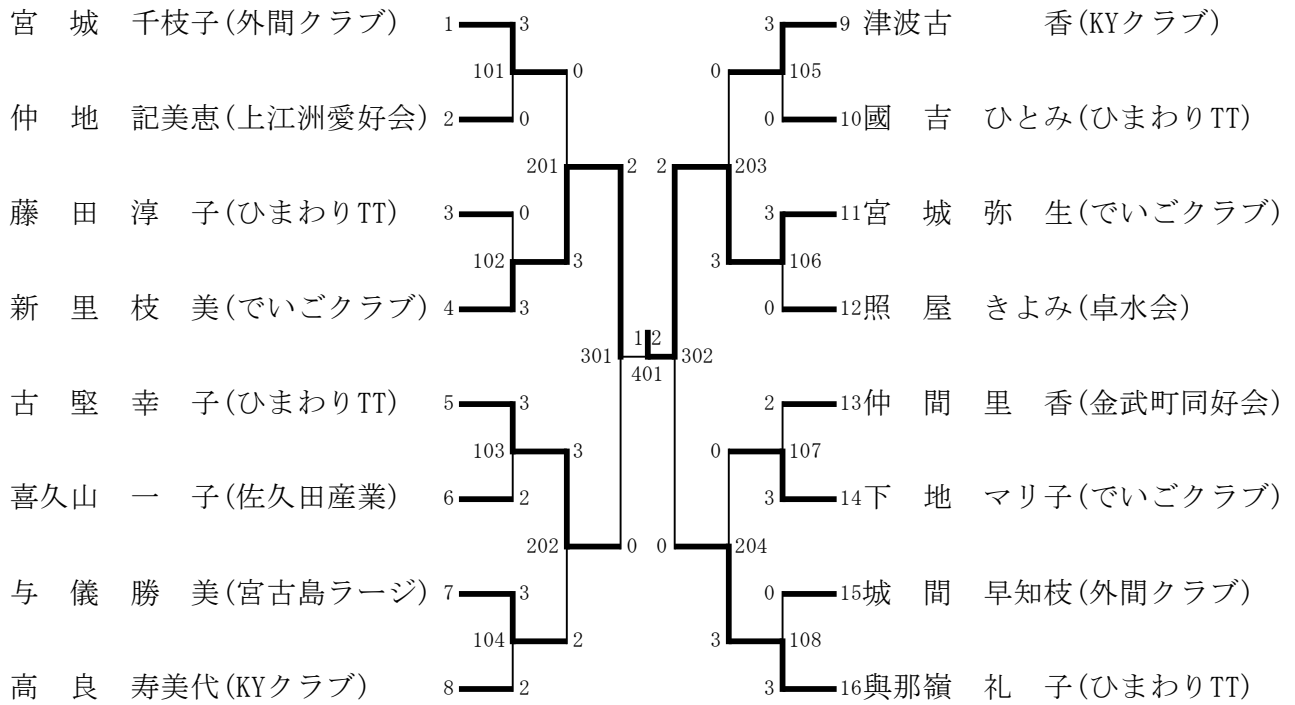 宮　城　千枝子(外間クラブ) 1 3 3 9 津波古　　　香(KYクラブ)
101 0 0 105
仲　地　記美恵(上江洲愛好会) 2 0 0 10 國　吉　ひとみ(ひまわりTT)
201 2 2 203
藤　田　淳　子(ひまわりTT) 3 0 3 11 宮　城　弥　生(でいごクラブ)
102 3 3 106
新　里　枝　美(でいごクラブ) 4 3 0 12 照　屋　きよみ(卓水会)
1 2
301 302
401
古　堅　幸　子(ひまわりTT) 5 3 2 13 仲　間　里　香(金武町同好会)
103 3 0 107
喜久山　一　子(佐久田産業) 6 2 3 14 下　地　マリ子(でいごクラブ)
202 0 0 204
与　儀　勝　美(宮古島ラージ) 7 3 0 15 城　間　早知枝(外間クラブ)
104 2 3 108
高　良　寿美代(KYクラブ) 8 2 3 16 與那嶺　礼　子(ひまわりTT)